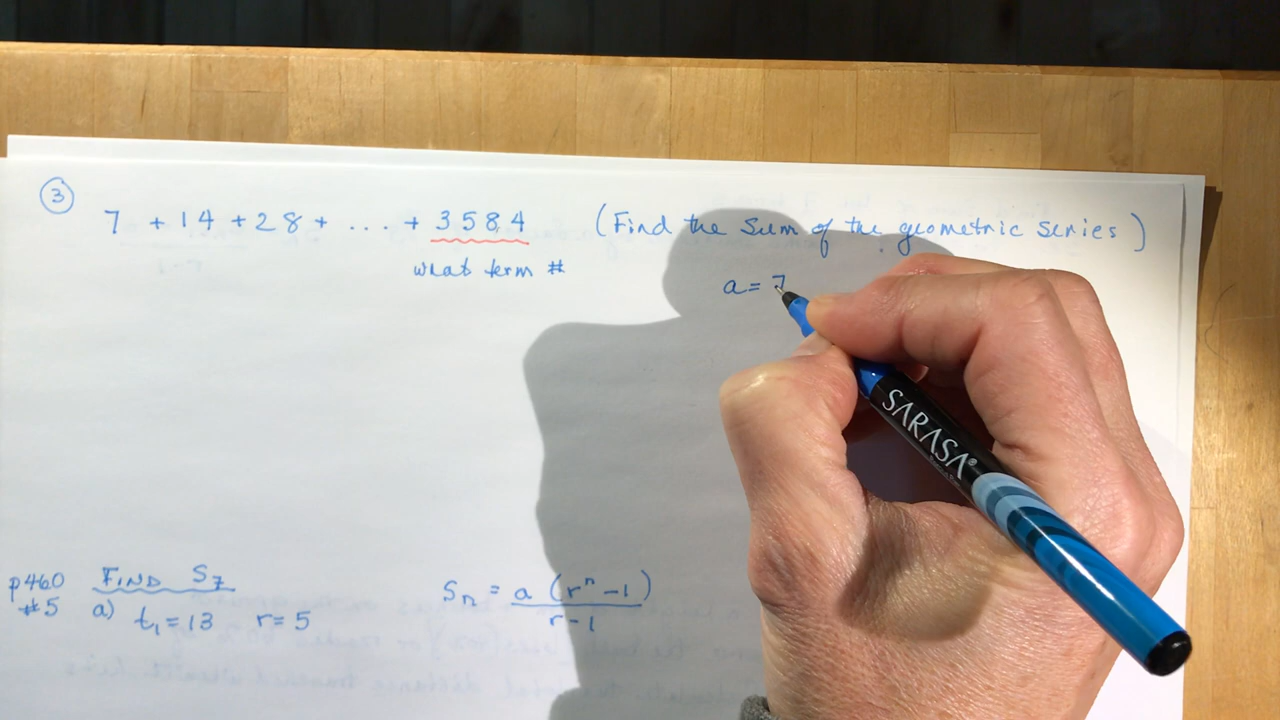 ③
7 + 14 + 28 + ... + 3584 (Find the Sum of the geometric series)
what term #
a = 7
SARASA
p460 FIND S₇
#5 a) t₁ = 13 r = 5
Sₙ = a (rⁿ - 1)
r - 1